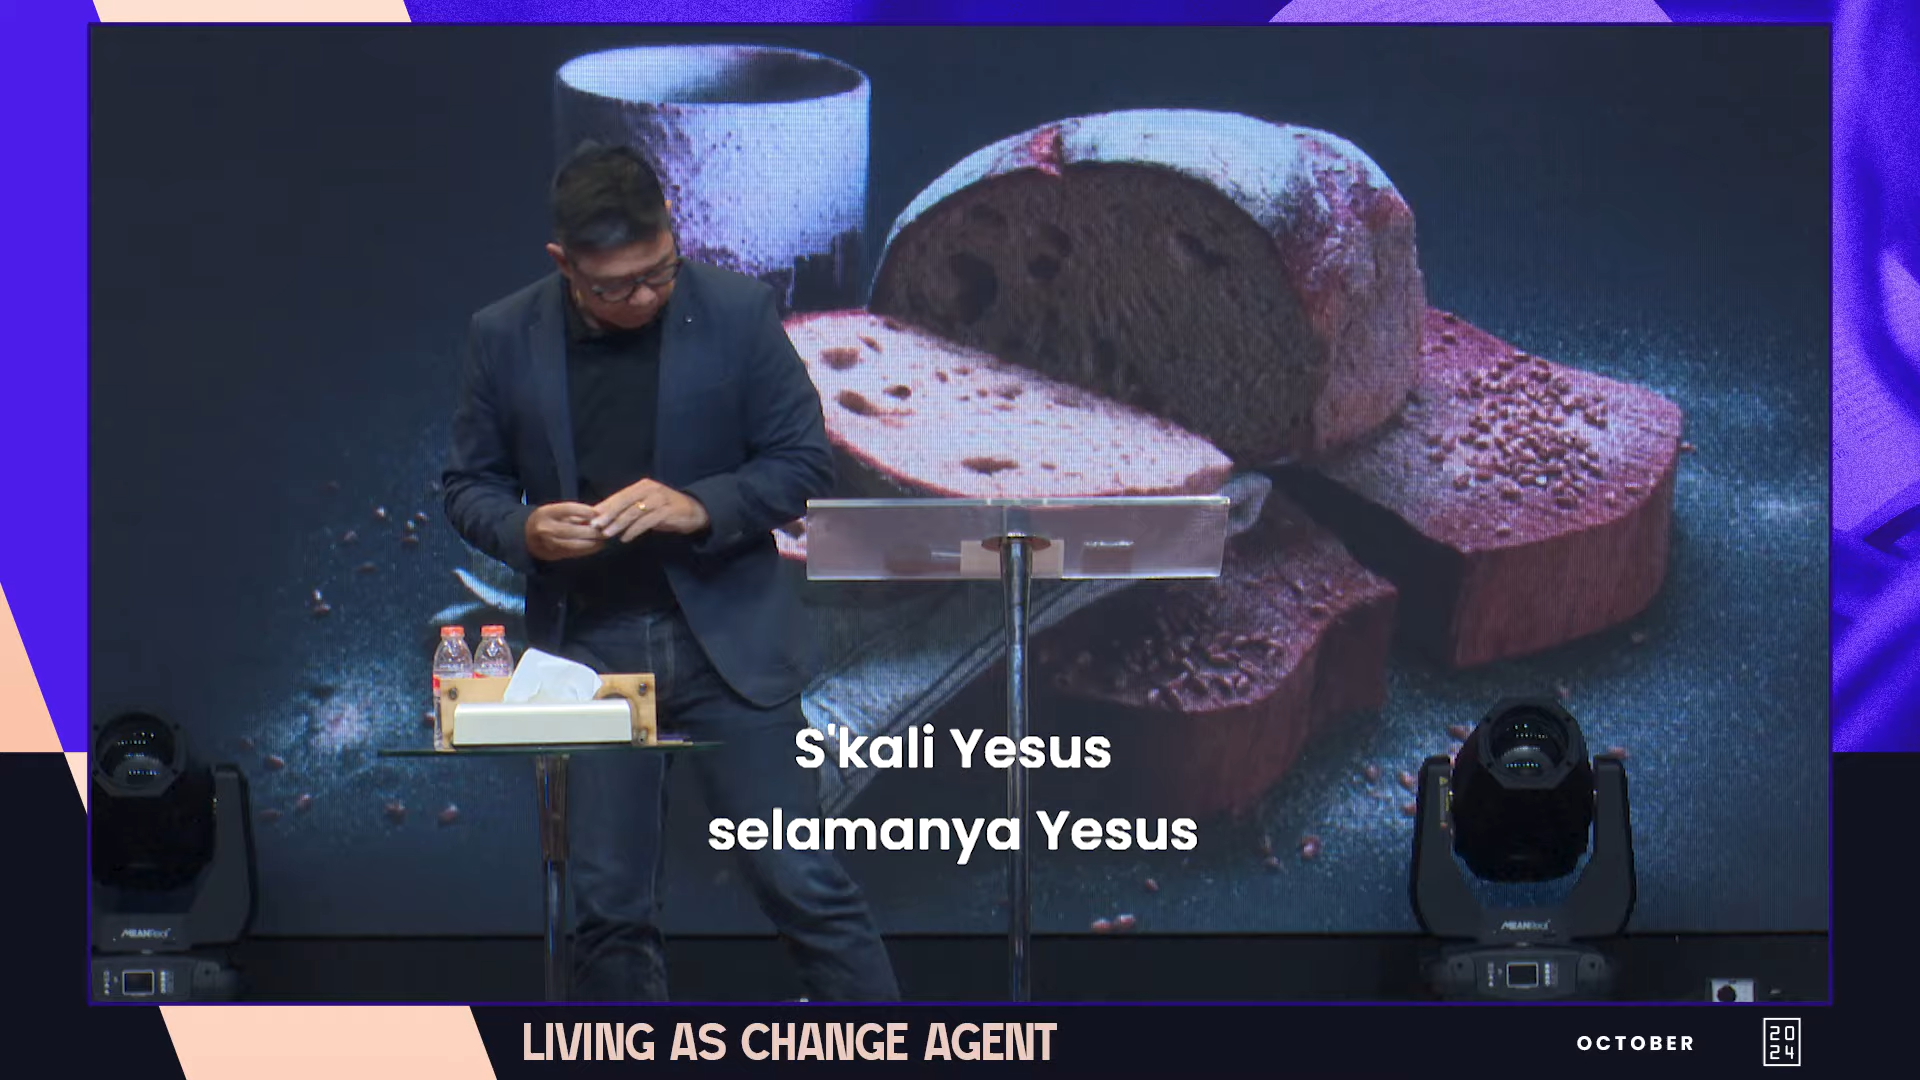 S'kali Yesus
selamanya Yesus
LIVING AS CHANGE AGENT
OCTOBER
20
24